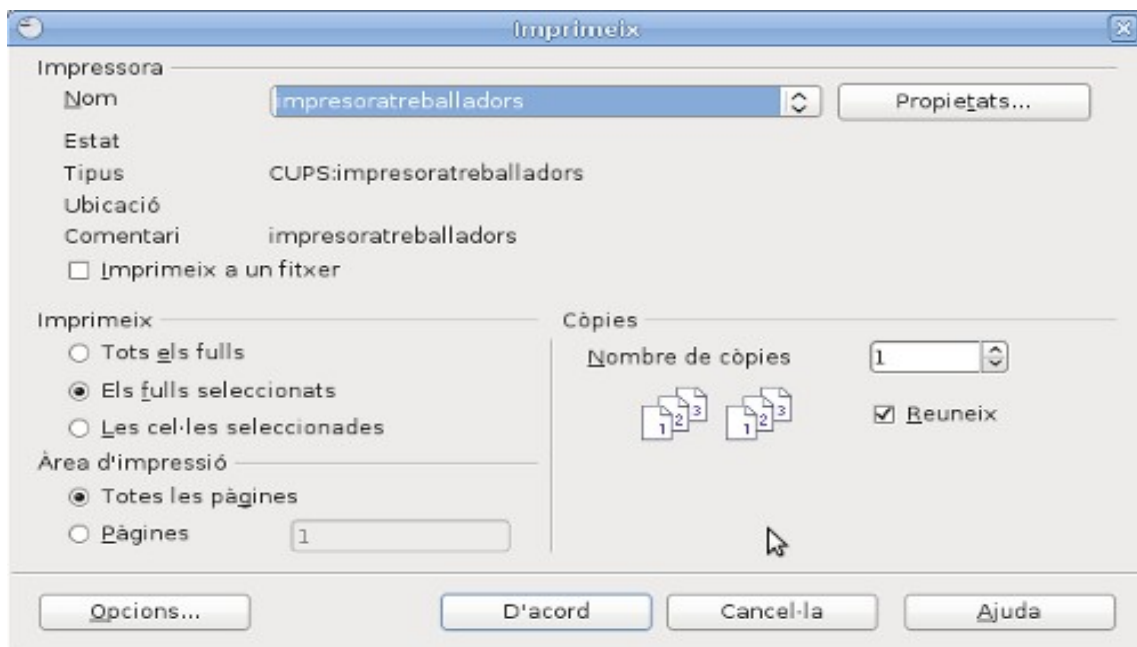 Imprimeix
Impressora
Nom impresoratreballadors Propietats...
Estat
Tipus CUPS:impresoratreballadors
Ubicació
Comentari impresoratreballadors
Imprimeix a un fitxer
Imprimeix
Tots els fulls
Els fulls seleccionats
Les cel·les seleccionades
Àrea d'impressió
Totes les pàgines
Pàgines 1
Còpies
Nombre de còpies 1
1 2 3 1 2 3 Reuneix
Opcions... D'acord Cancel·la Ajuda